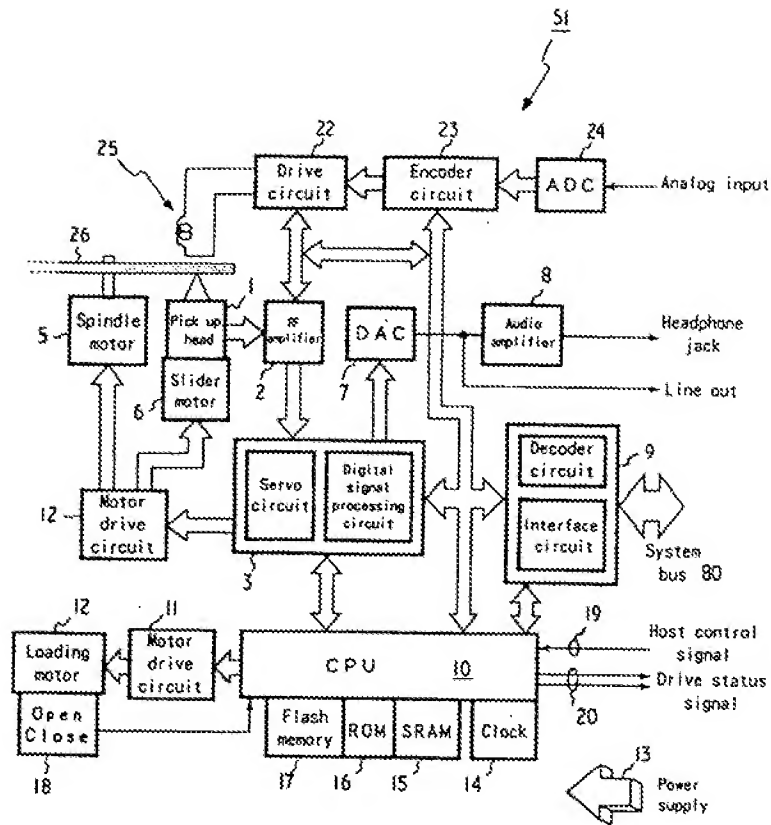 S1
22
23
24
25
Drive
circuit
Encoder
circuit
ADC
Analog input
26
1
8
5
Spindle
motor
Pick up
head
RF
amplifier
DAC
Audio
amplifier
Headphone
jack
2
7
Line out
6
Slider
motor
Servo
circuit
Digital
signal
processing
circuit
Decoder
circuit
9
Interface
circuit
12
Motor drive
circuit
3
System
bus 80
12
11
19
Loading
motor
Motor
drive
circuit
CPU
10
Host control
signal
Drive status
signal
20
Open
Close
Flash
memory
ROM
SRAM
Clock
18
17
16
15
14
13
Power
supply